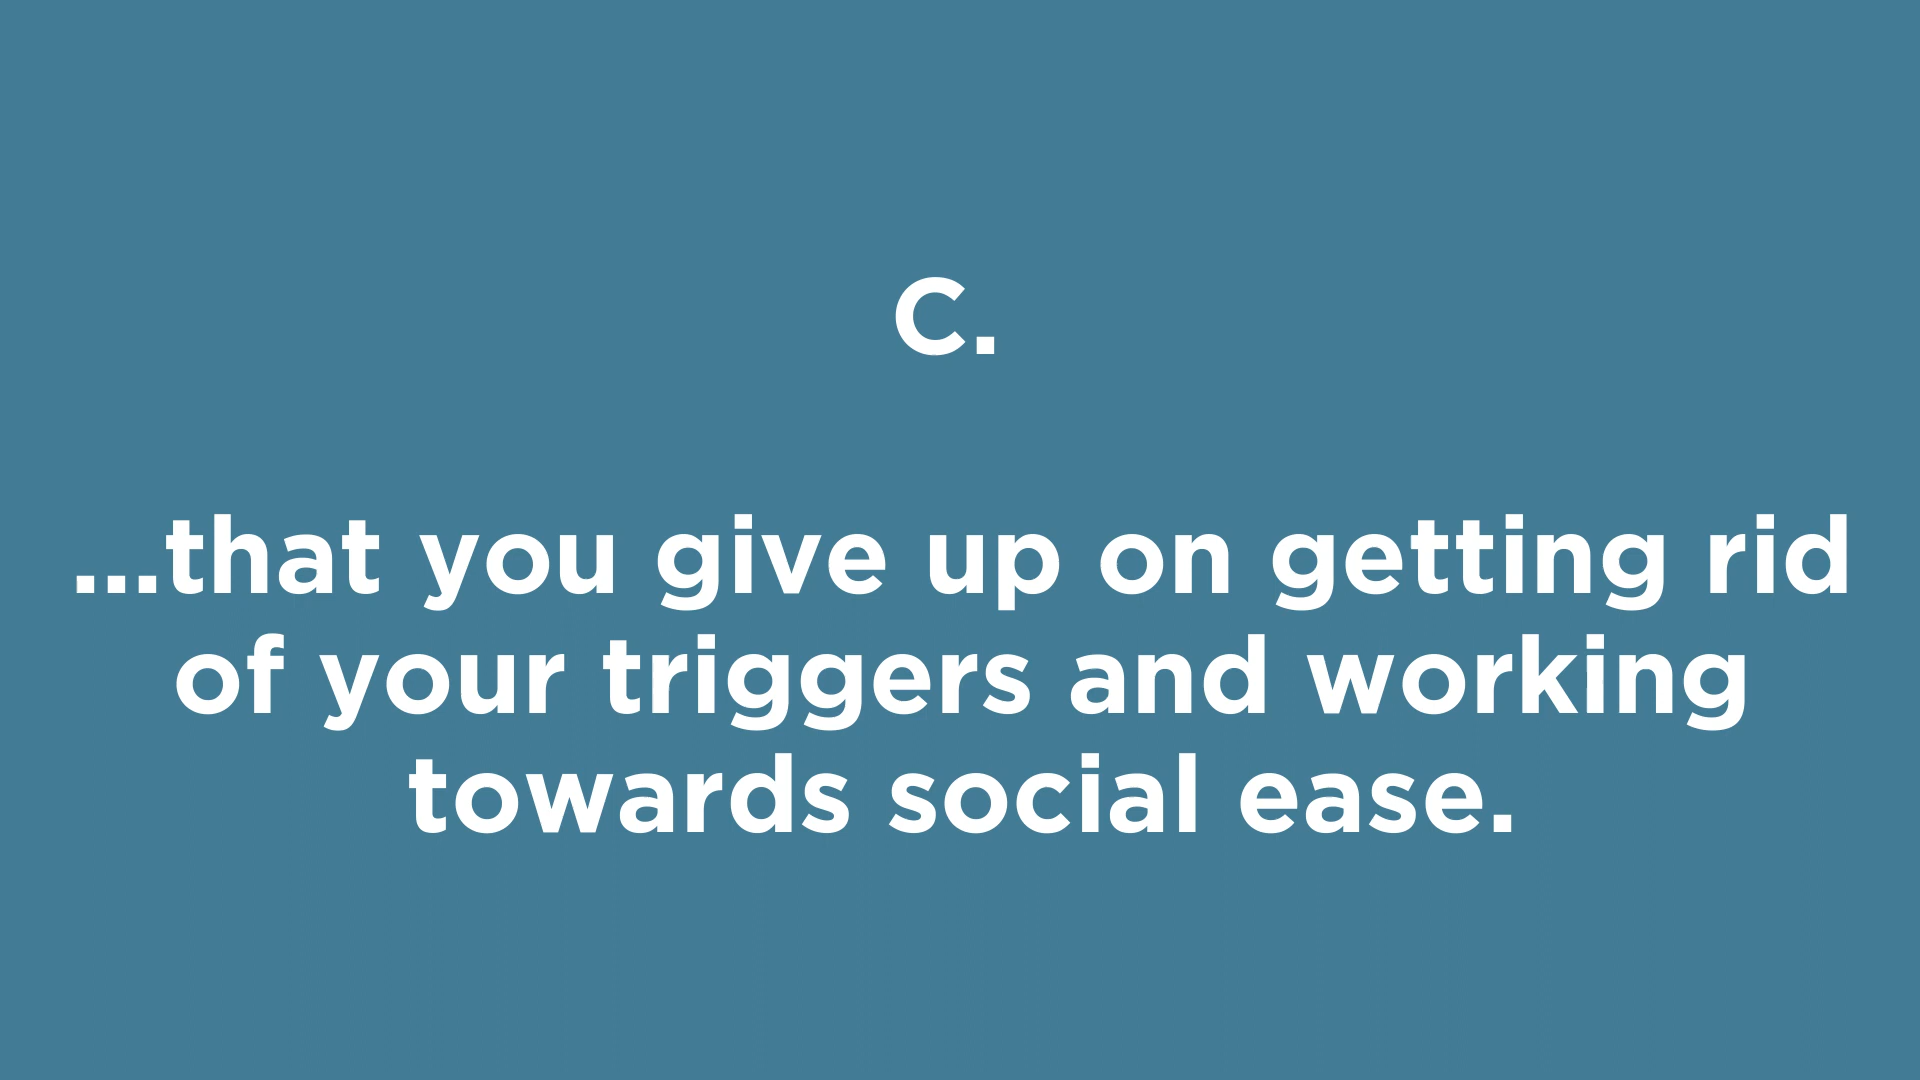 C.
...that you give up on getting rid
of your triggers and working
towards social ease.